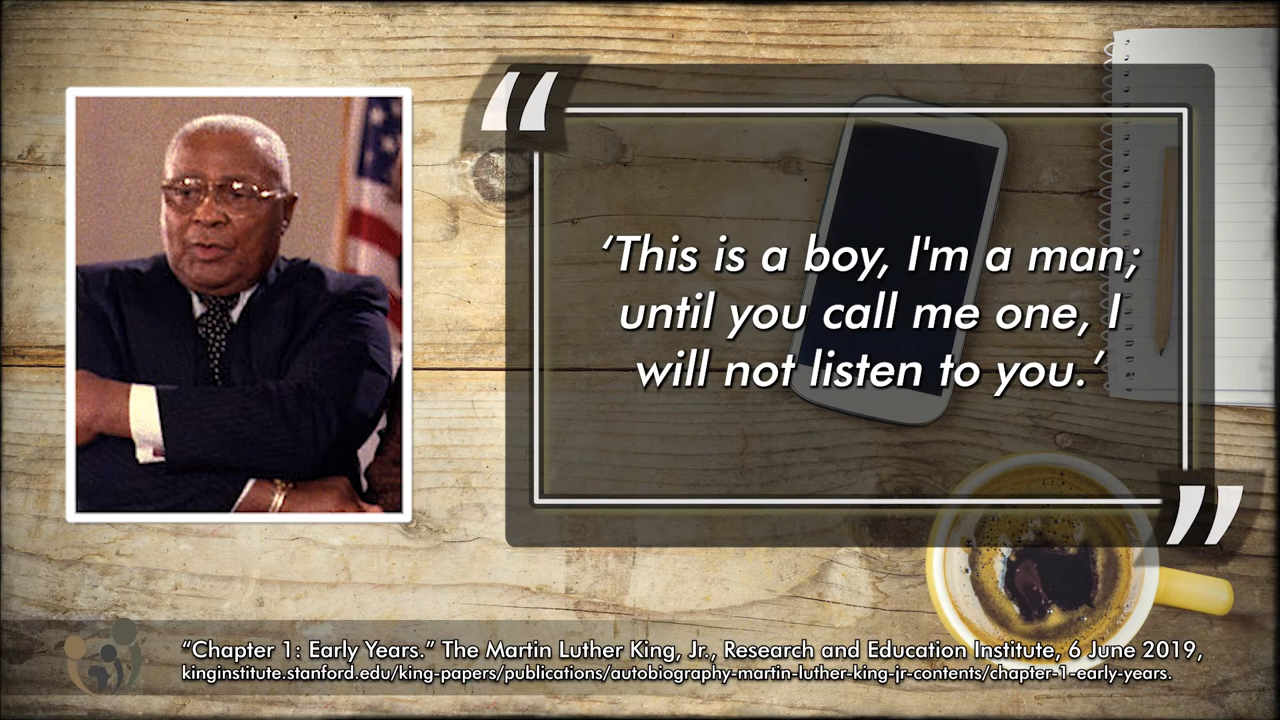 ‘This is a boy, I'm a man;
until you call me one, I
will not listen to you.’
“Chapter 1: Early Years.” The Martin Luther King, Jr., Research and Education Institute, 6 June 2019,
kinginstitute.stanford.edu/king-papers/publications/autobiography-martin-luther-king-jr-contents/chapter-1-early-years.